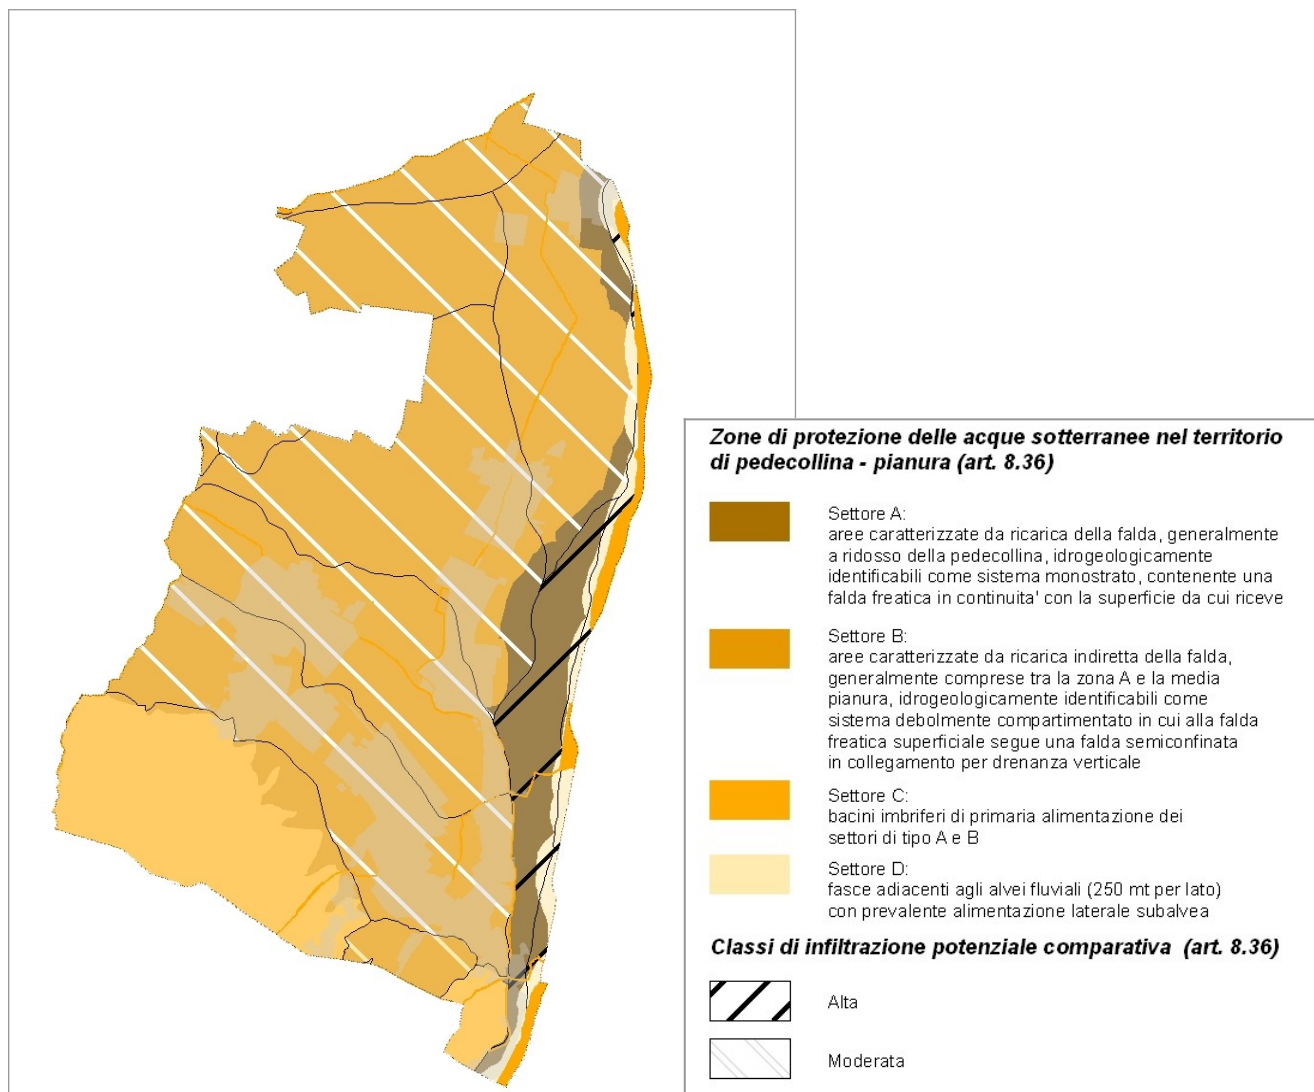 Zone di protezione delle acque sotterranee nel territorio
di pedecollina - pianura (art. 8.36)
Settore A:
aree caratterizzate da ricarica della falda, generalmente
a ridosso della pedecollina, idrogeologicamente
identificabili come sistema monostrato, contenente una
falda freatica in continuita' con la superficie da cui riceve
Settore B:
aree caratterizzate da ricarica indiretta della falda,
generalmente comprese tra la zona A e la media
pianura, idrogeologicamente identificabili come
sistema debolmente compartimentato in cui alla falda
freatica superficiale segue una falda semiconfinata
in collegamento per drenanza verticale
Settore C:
bacini imbriferi di primaria alimentazione dei
settori di tipo A e B
Settore D:
fasce adiacenti agli alvei fluviali (250 mt per lato)
con prevalente alimentazione laterale subalvea
Classi di infiltrazione potenziale comparativa (art. 8.36)
Alta
Moderata